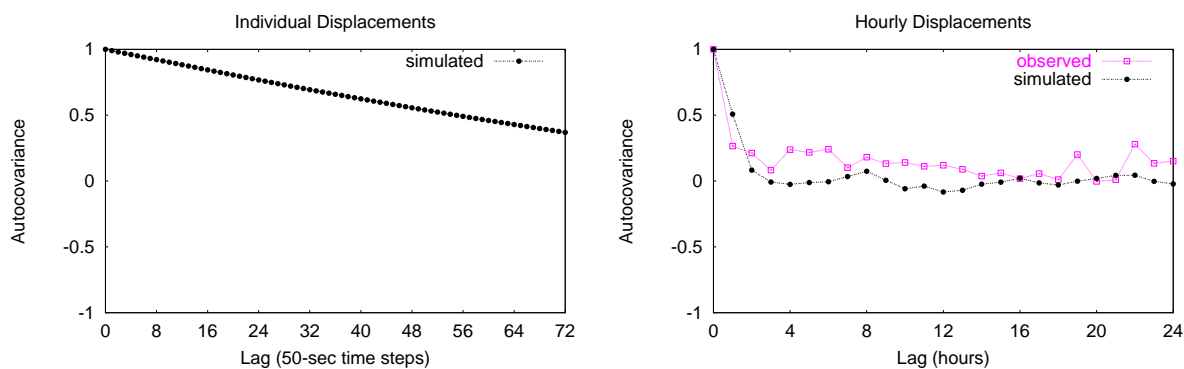 Individual Displacements
1
0.5
0
-0.5
-1
Autocovariance
simulated
0 8 16 24 32 40 48 56 64 72
Lag (50-sec time steps)
Hourly Displacements
1
0.5
0
-0.5
-1
Autocovariance
observed
simulated
0 4 8 12 16 20 24
Lag (hours)